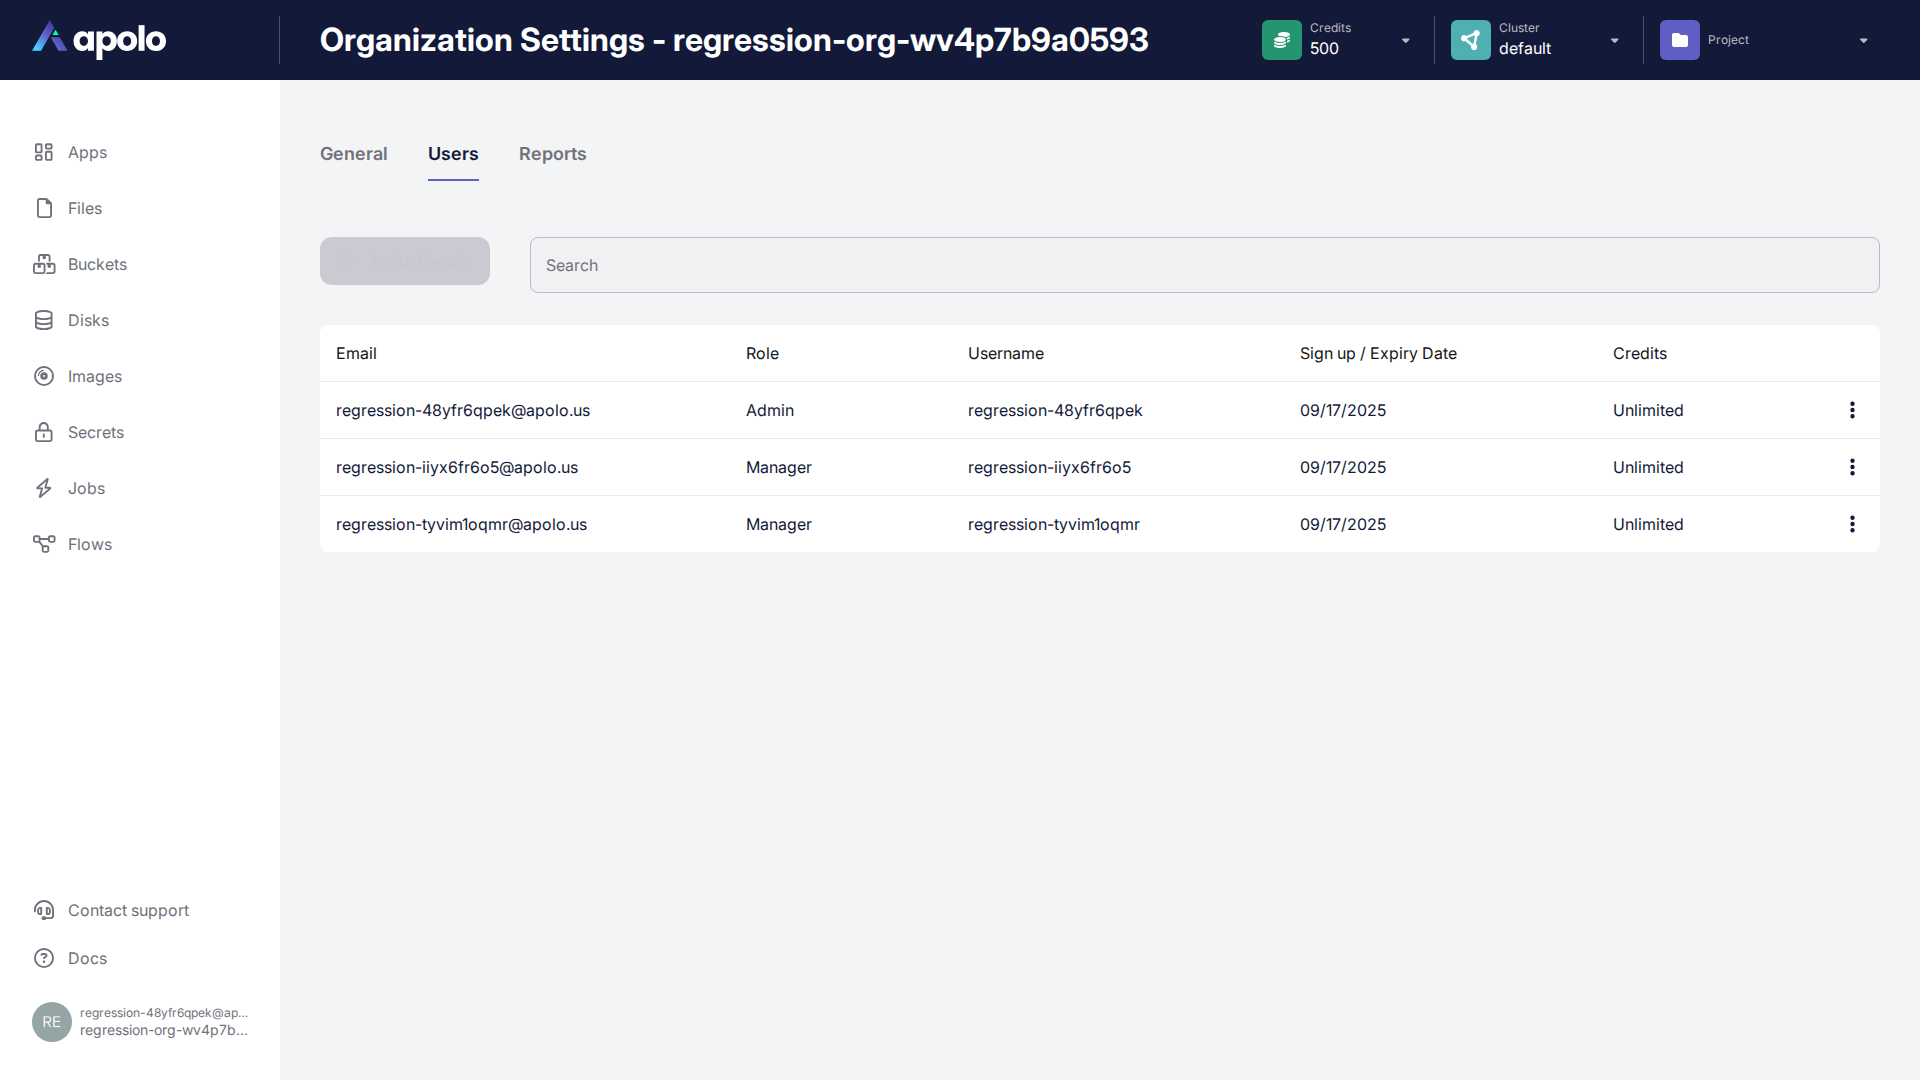 apolo
Organization Settings - regression-org-wv4p7b9a0593
Credits
500
Cluster
default
Project
Apps
Files
Buckets
Disks
Images
Secrets
Jobs
Flows
Contact support
Docs
RE
regression-48yfr6qpek@ap...
regression-org-wv4p7b...
General Users Reports
Search
Email Role Username Sign up / Expiry Date Credits
regression-48yfr6qpek@apolo.us Admin regression-48yfr6qpek 09/17/2025 Unlimited
regression-iiyx6fr6o5@apolo.us Manager regression-iiyx6fr6o5 09/17/2025 Unlimited
regression-tyvim1oqmr@apolo.us Manager regression-tyvim1oqmr 09/17/2025 Unlimited